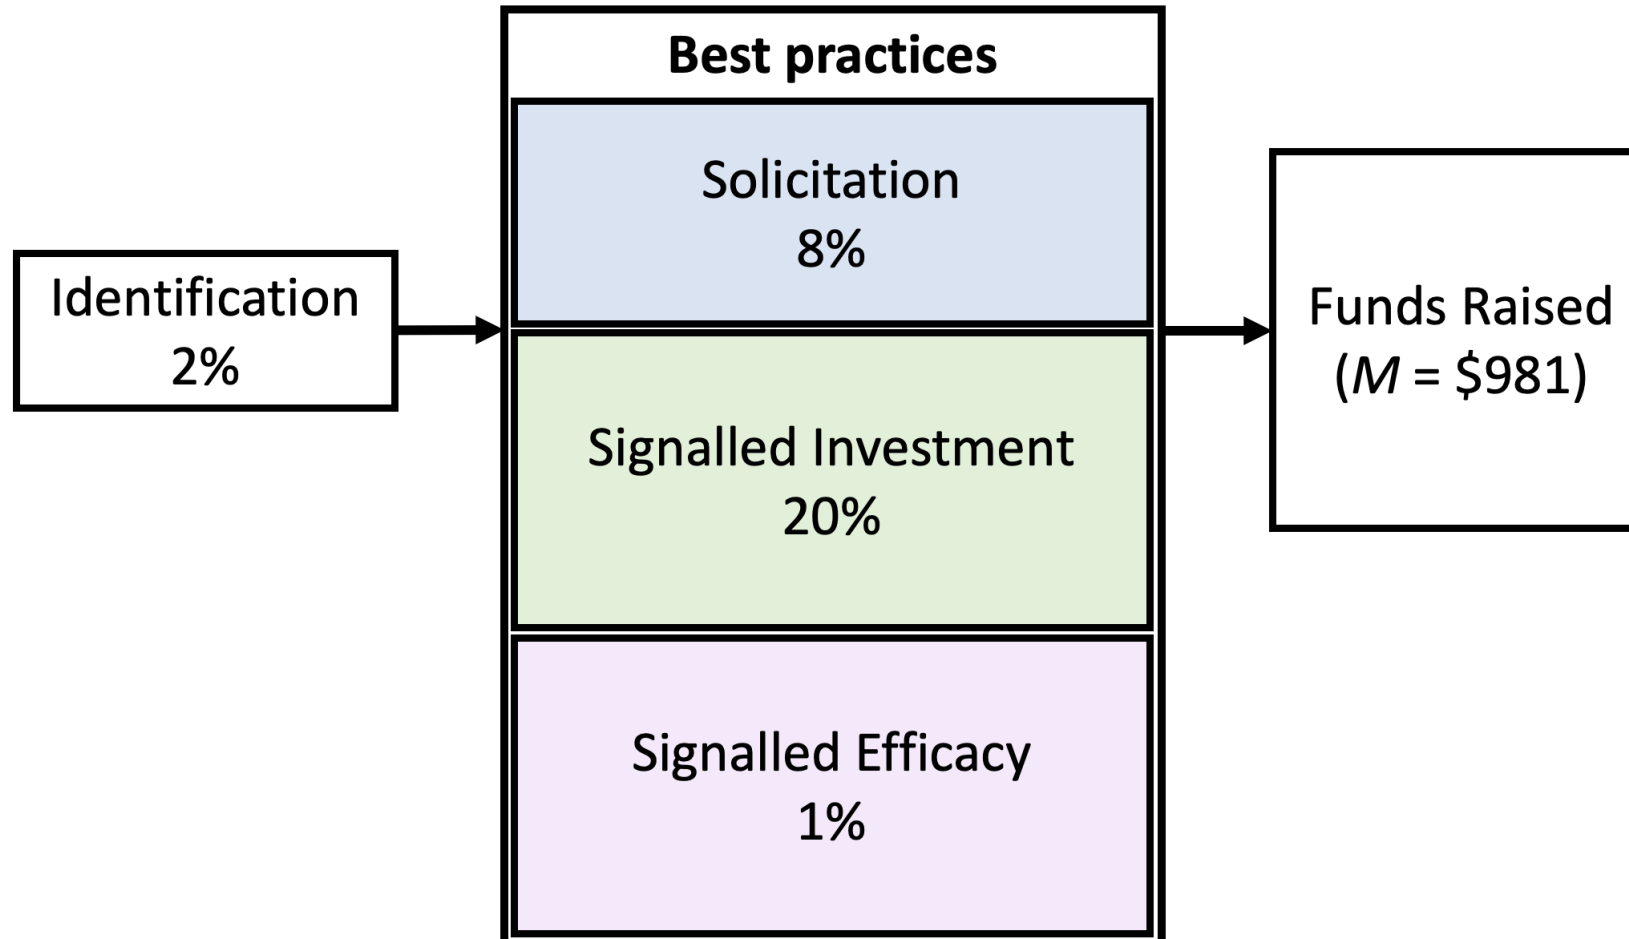 Best practices
Identification
2%
Solicitation
8%
Signalled Investment
20%
Signalled Efficacy
1%
Funds Raised
(M = $981)